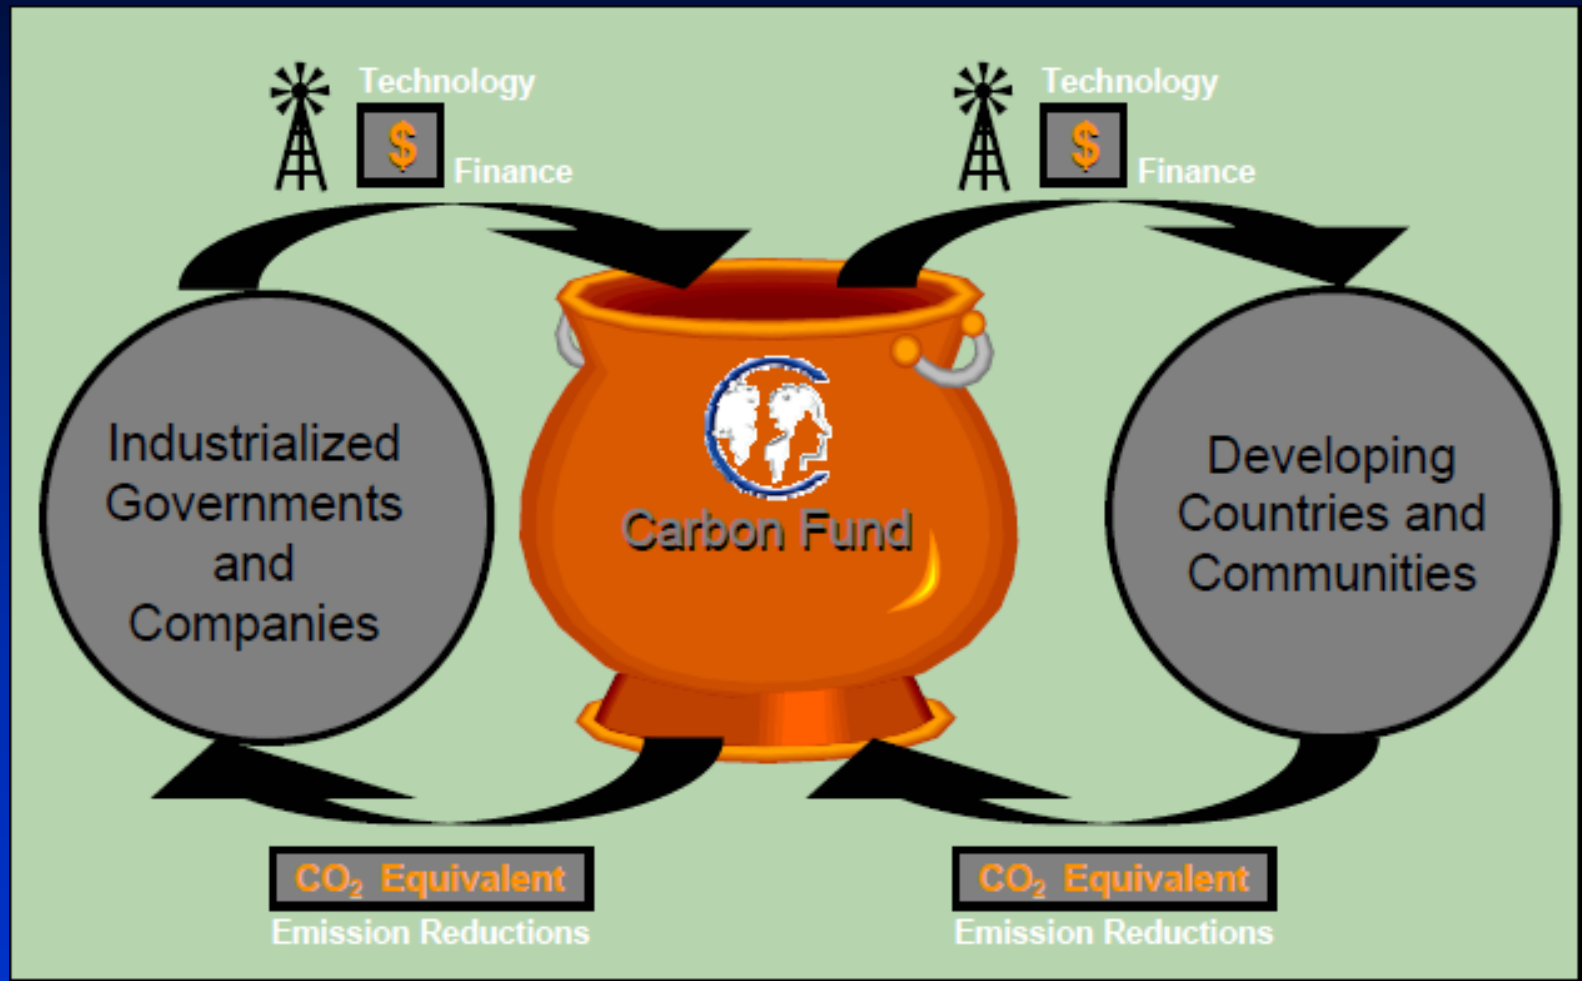 Technology
$
Finance
Technology
$
Finance
Industrialized
Governments
and
Companies
Carbon Fund
Developing
Countries and
Communities
CO₂ Equivalent
Emission Reductions
CO₂ Equivalent
Emission Reductions